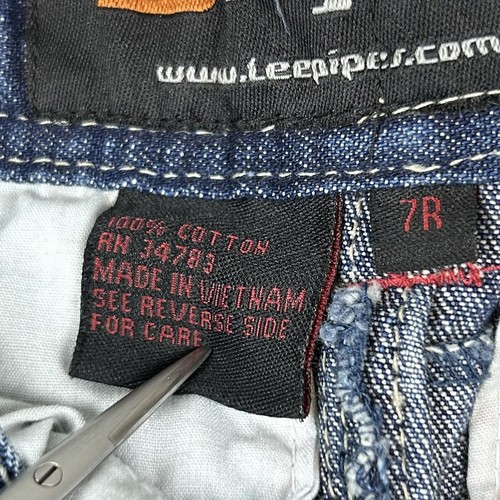 www.Leepipes.com
100% COTTON
RN 34783
MADE IN VIETNAM
SEE REVERSE SIDE
FOR CARE
7R